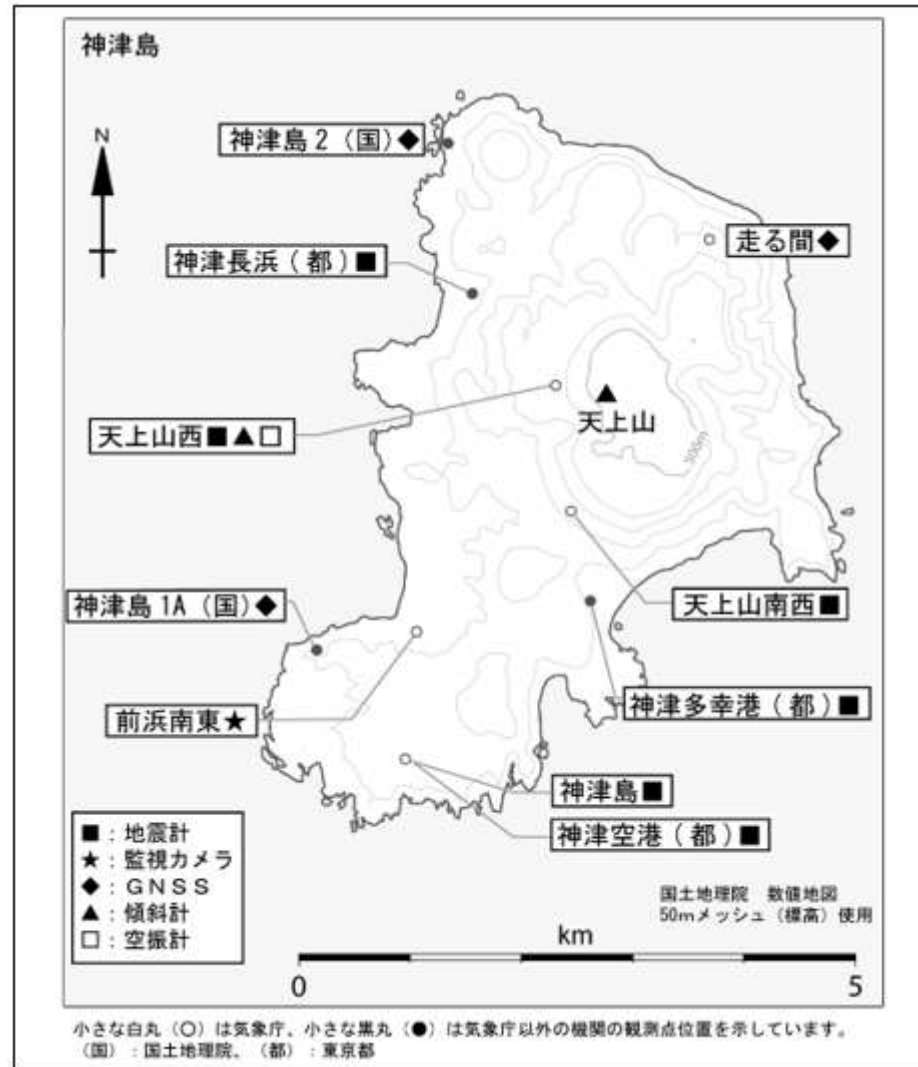 神津島
N
神津島 2 (国)◆
走る間◆
神津長浜(都)■
天上山西■▲□
天上山
300m
神津島 1A (国)◆
天上山南西■
前浜南東★
神津多幸港(都)■
神津島■
神津空港(都)■
■:地震計
★:監視カメラ
◆:GNSS
▲:傾斜計
□:空振計
国土地理院 数値地図
50mメッシュ(標高)使用
km
0 5
小さな白丸(○)は気象庁、小さな黒丸(●)は気象庁以外の機関の観測点位置を示しています。
(国):国土地理院、(都):東京都